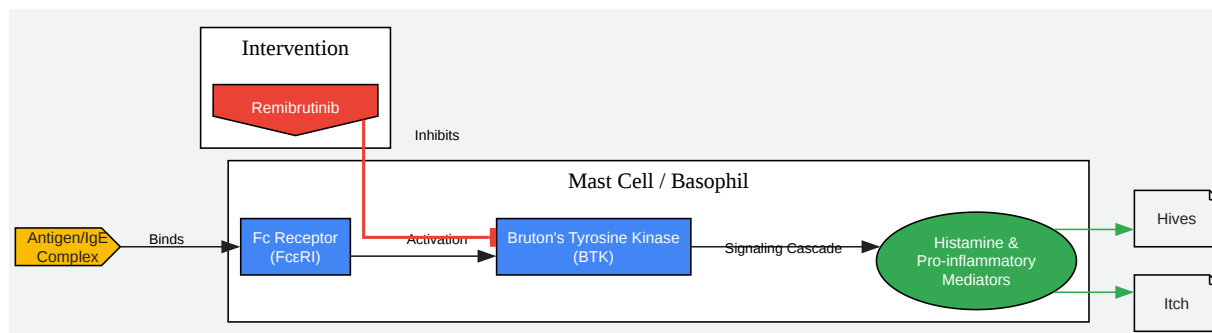 Intervention
Remibrutinib
Inhibits
Mast Cell / Basophil
Antigen/IgE
Complex
Binds
Fc Receptor
(FcεRI)
Activation
Bruton's Tyrosine Kinase
(BTK)
Signaling Cascade
Histamine &
Pro-inflammatory
Mediators
Hives
Itch